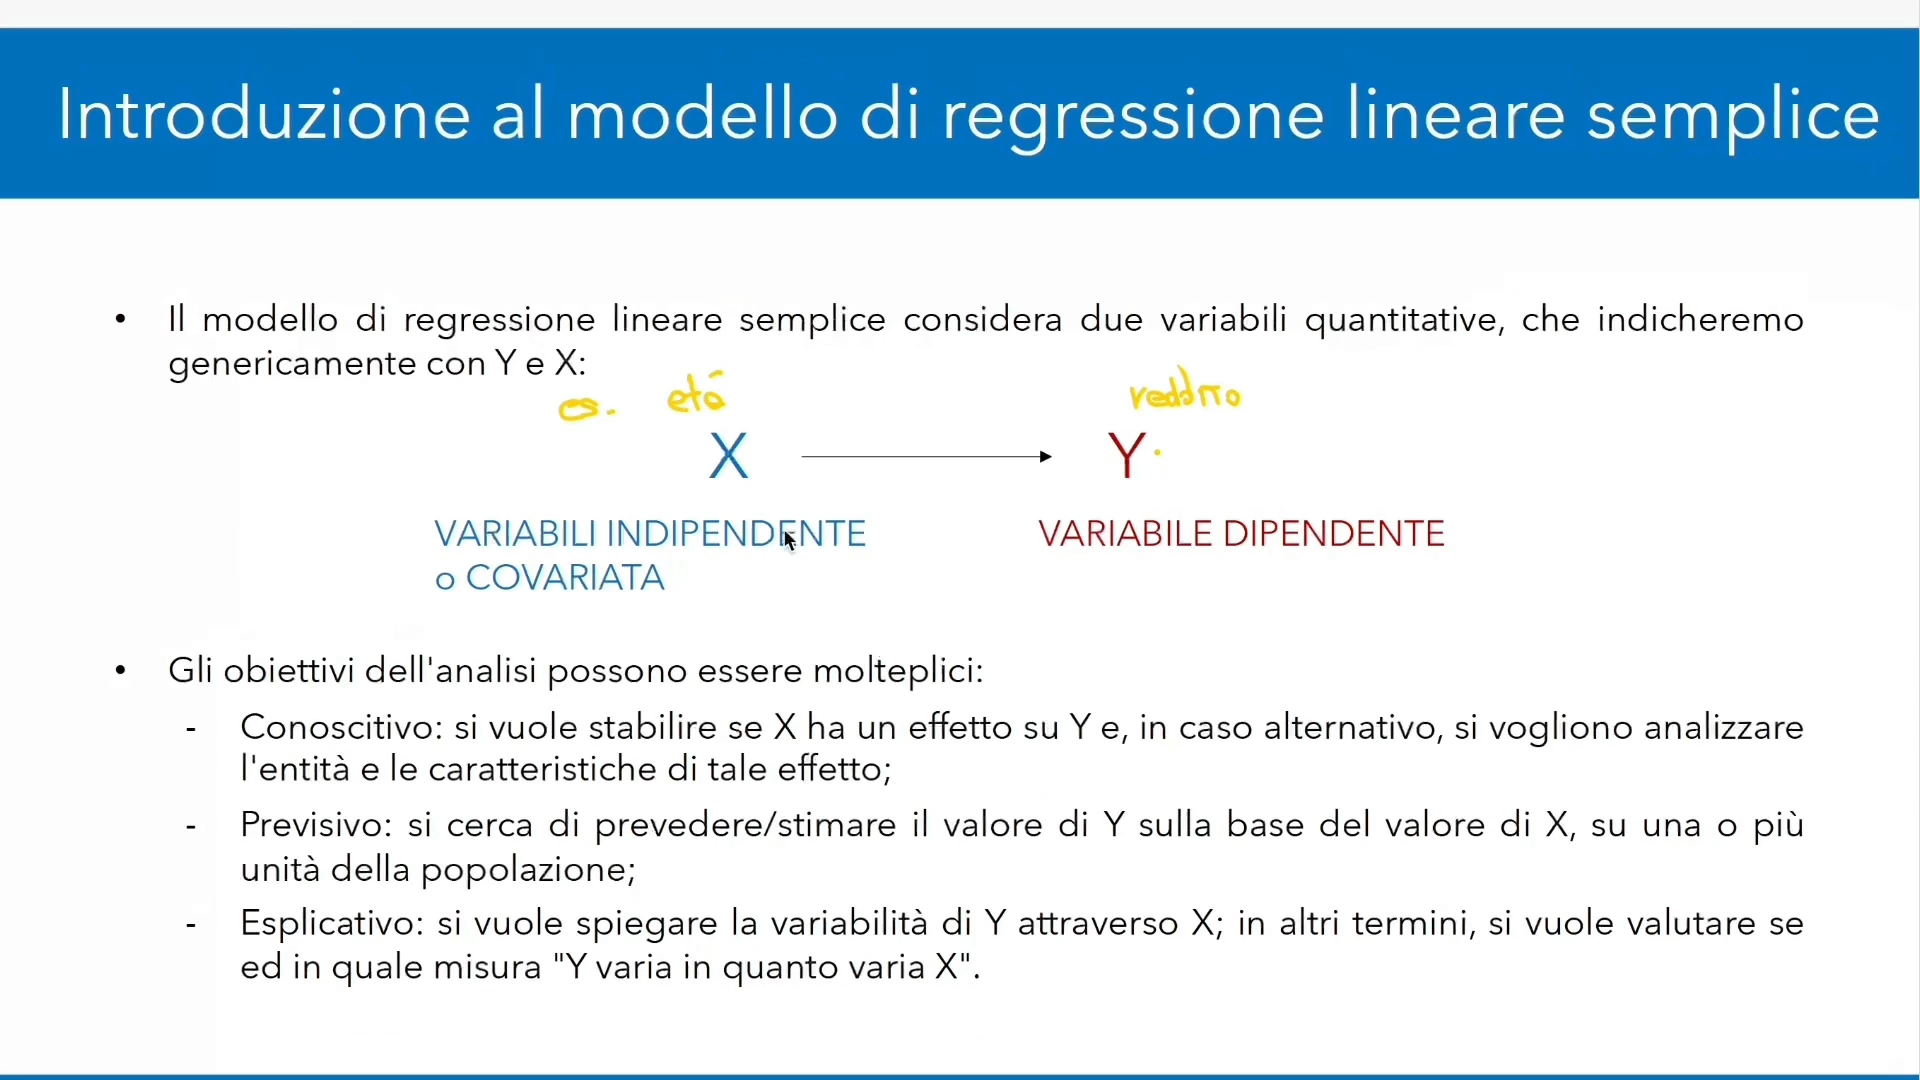 Introduzione al modello di regressione lineare semplice
• Il modello di regressione lineare semplice considera due variabili quantitative, che indicheremo
genericamente con Y e X:
es. età reddito
X Y
VARIABILI INDIPENDENTE VARIABILE DIPENDENTE
o COVARIATA
• Gli obiettivi dell'analisi possono essere molteplici:
- Conoscitivo: si vuole stabilire se X ha un effetto su Y e, in caso alternativo, si vogliono analizzare
l'entità e le caratteristiche di tale effetto;
- Previsivo: si cerca di prevedere/stimare il valore di Y sulla base del valore di X, su una o più
unità della popolazione;
- Esplicativo: si vuole spiegare la variabilità di Y attraverso X; in altri termini, si vuole valutare se
ed in quale misura "Y varia in quanto varia X".